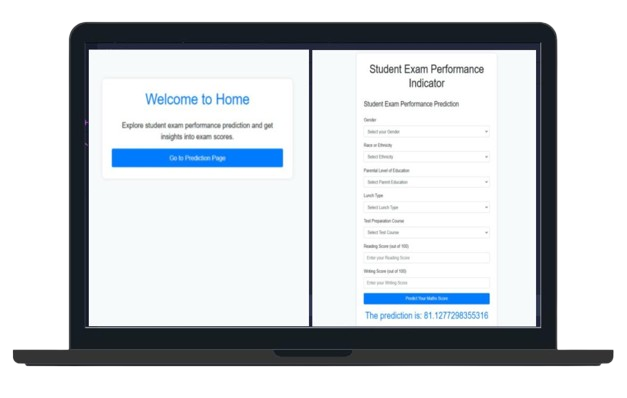 Welcome to Home
Explore student exam performance prediction and get
insights into exam scores.
Go to Prediction Page
Student Exam Performance
Indicator
Student Exam Performance Prediction
Gender
Select your Gender
Race or Ethnicity
Select Ethnicity
Parental Level of Education
Select Parent Education
Lunch Type
Select Lunch Type
Test Preparation Course
Select Test Course
Reading Score (out of 100)
Enter your Reading Score
Writing Score (out of 100)
Enter your Writing Score
Predict Your Maths Score
The prediction is: 81.1277298355316